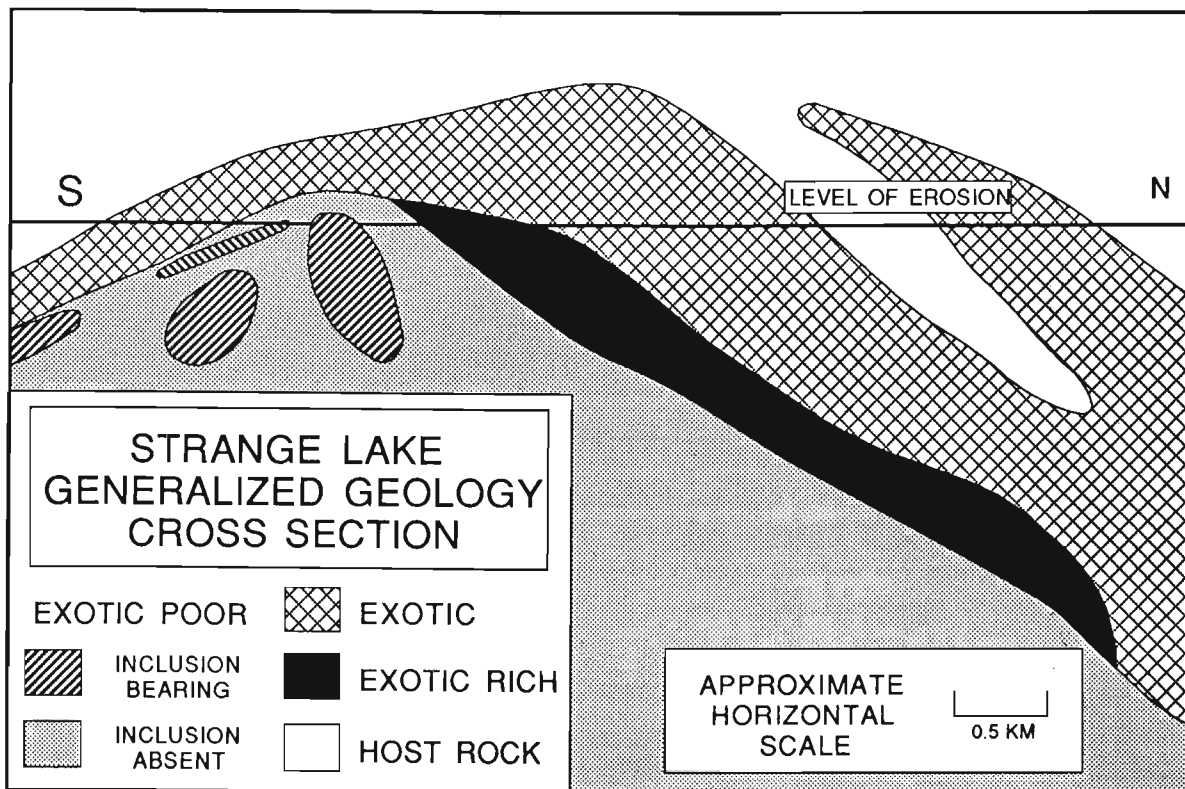 S
LEVEL OF EROSION
N
STRANGE LAKE
GENERALIZED GEOLOGY
CROSS SECTION
EXOTIC POOR
INCLUSION
BEARING
INCLUSION
ABSENT
EXOTIC
EXOTIC RICH
HOST ROCK
APPROXIMATE
HORIZONTAL
SCALE
0.5 KM